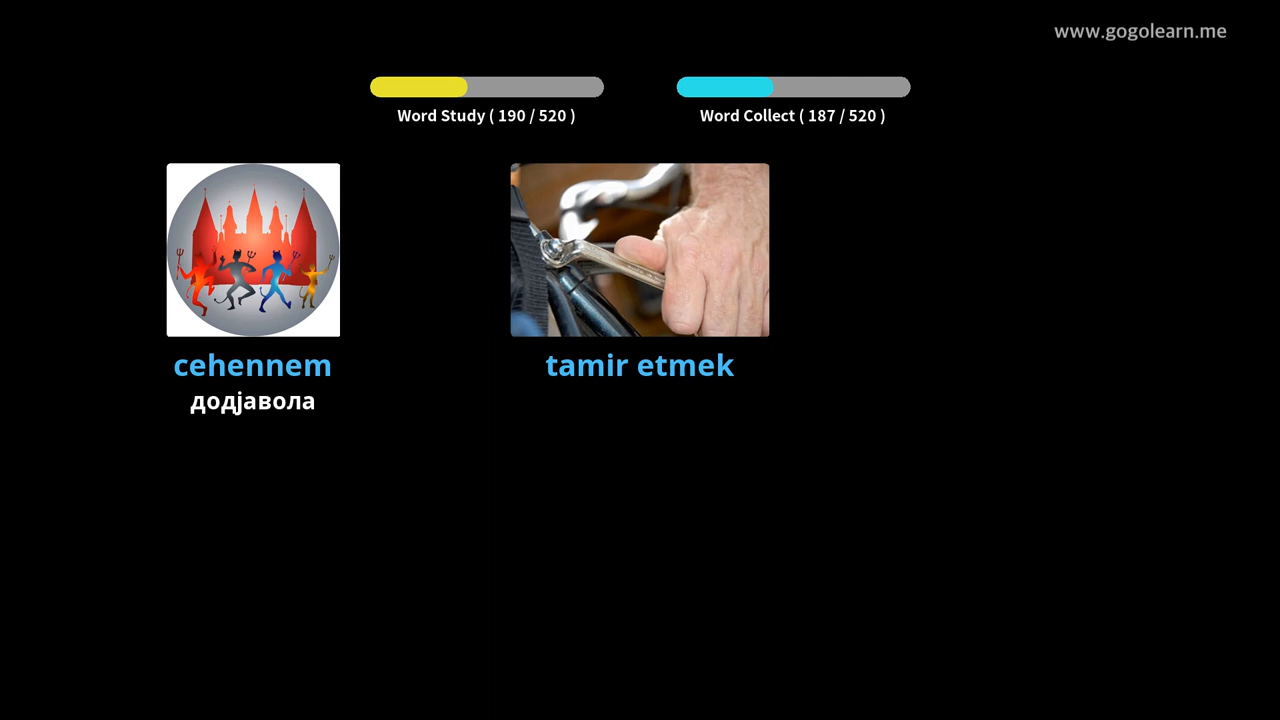 www.gogolearn.me
Word Study ( 190 / 520 )
Word Collect ( 187 / 520 )
cehennem
tamir etmek
додјавола